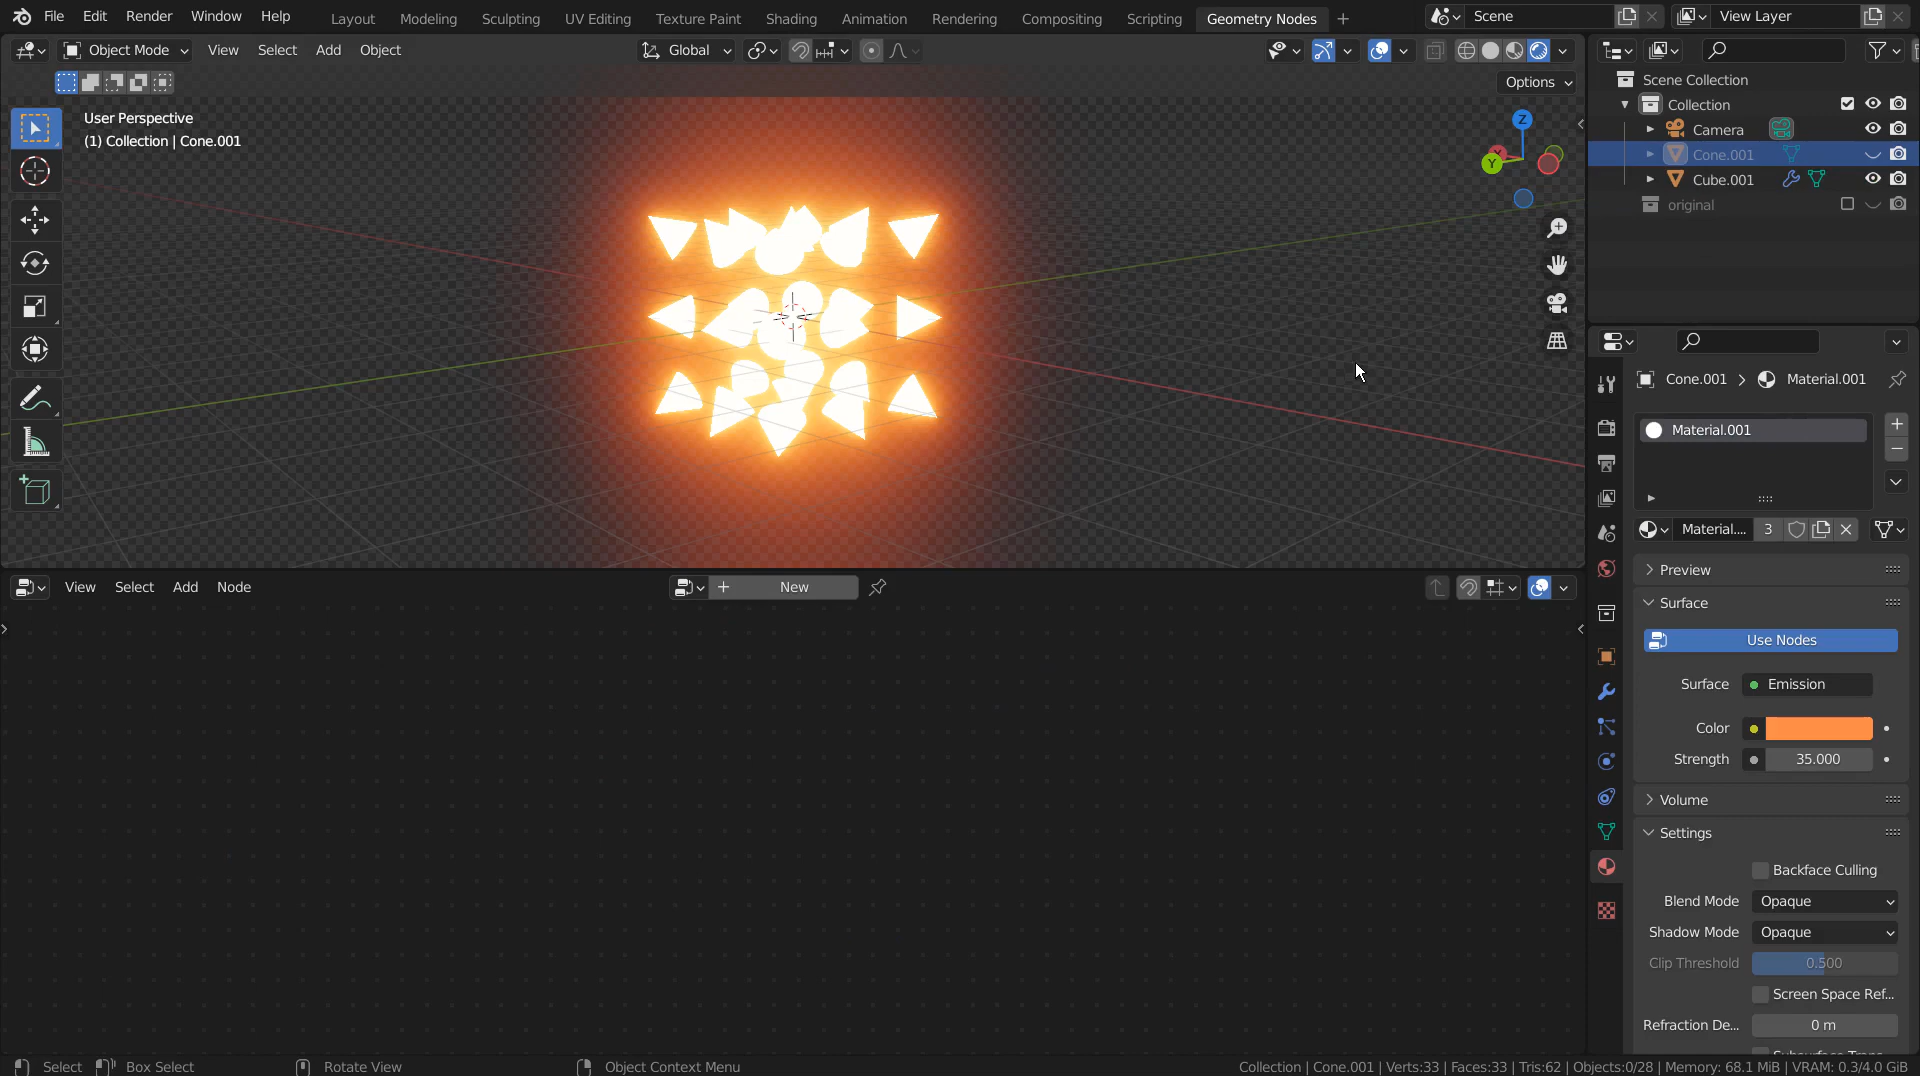 File Edit Render Window Help Layout Modeling Sculpting UV Editing Texture Paint Shading Animation Rendering Compositing Scripting Geometry Nodes Scene View Layer
Object Mode View Select Add Object Global
Options
User Perspective
(1) Collection | Cone.001
Z
Y
Scene Collection
Collection
Camera
Cone.001
Cube.001
original
Cone.001 Material.001
Material.001
Material.... 3
Preview
Surface
Use Nodes
Surface Emission
Color
Strength 35.000
Volume
Settings
Backface Culling
Blend Mode Opaque
Shadow Mode Opaque
Clip Threshold 0.500
Screen Space Ref...
Refraction De... 0 m
View Select Add Node New
Select Box Select Rotate View Object Context Menu Collection | Cone.001 | Verts:33 | Faces:33 | Tris:62 | Objects:0/28 | Memory: 68.1 MiB | VRAM: 0.3/4.0 GiB